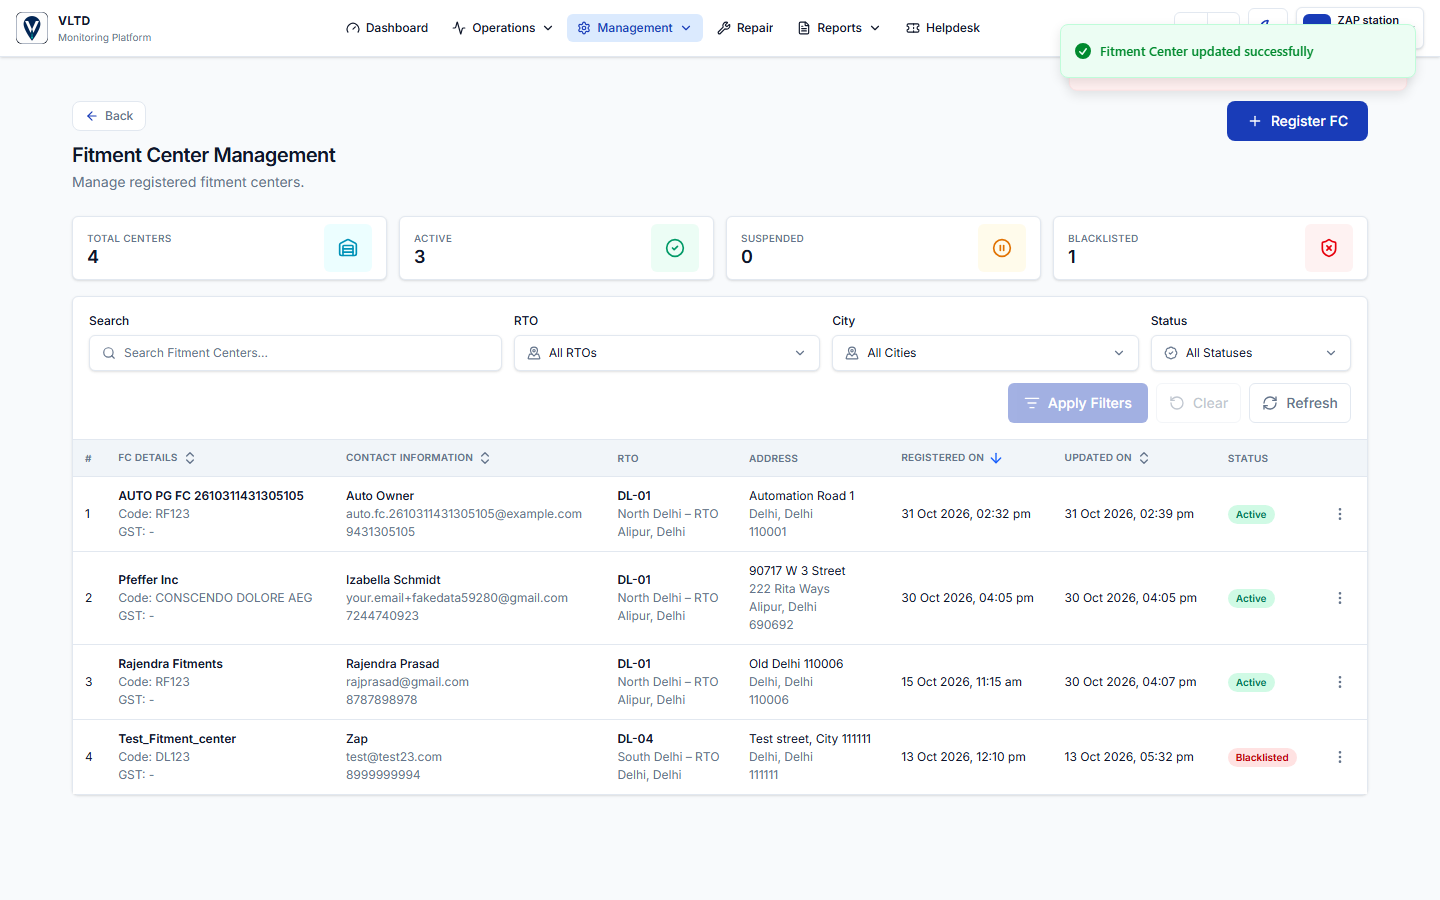 VLTD
Monitoring Platform
Dashboard
Operations
Management
Repair
Reports
Helpdesk
ZAP station
Fitment Center updated successfully
Back
Register FC
Fitment Center Management
Manage registered fitment centers.
TOTAL CENTERS
4
ACTIVE
3
SUSPENDED
0
BLACKLISTED
1
Search
RTO
City
Status
Search Fitment Centers...
All RTOs
All Cities
All Statuses
Apply Filters
Clear
Refresh
# FC DETAILS CONTACT INFORMATION RTO ADDRESS REGISTERED ON UPDATED ON STATUS
1
AUTO PG FC 2610311431305105
Code: RF123
GST: -
Auto Owner
auto.fc.2610311431305105@example.com
9431305105
DL-01
North Delhi – RTO
Alipur, Delhi
Automation Road 1
Delhi, Delhi
110001
31 Oct 2026, 02:32 pm
31 Oct 2026, 02:39 pm
Active
2
Pfeffer Inc
Code: CONSCENDO DOLORE AEG
GST: -
Izabella Schmidt
your.email+fakedata59280@gmail.com
7244740923
DL-01
North Delhi – RTO
Alipur, Delhi
90717 W 3 Street
222 Rita Ways
Alipur, Delhi
690692
30 Oct 2026, 04:05 pm
30 Oct 2026, 04:05 pm
Active
3
Rajendra Fitments
Code: RF123
GST: -
Rajendra Prasad
rajprasad@gmail.com
8787898978
DL-01
North Delhi – RTO
Alipur, Delhi
Old Delhi 110006
Delhi, Delhi
110006
15 Oct 2026, 11:15 am
30 Oct 2026, 04:07 pm
Active
4
Test_Fitment_center
Code: DL123
GST: -
Zap
test@test23.com
8999999994
DL-04
South Delhi – RTO
Delhi, Delhi
Test street, City 111111
Delhi, Delhi
111111
13 Oct 2026, 12:10 pm
13 Oct 2026, 05:32 pm
Blacklisted